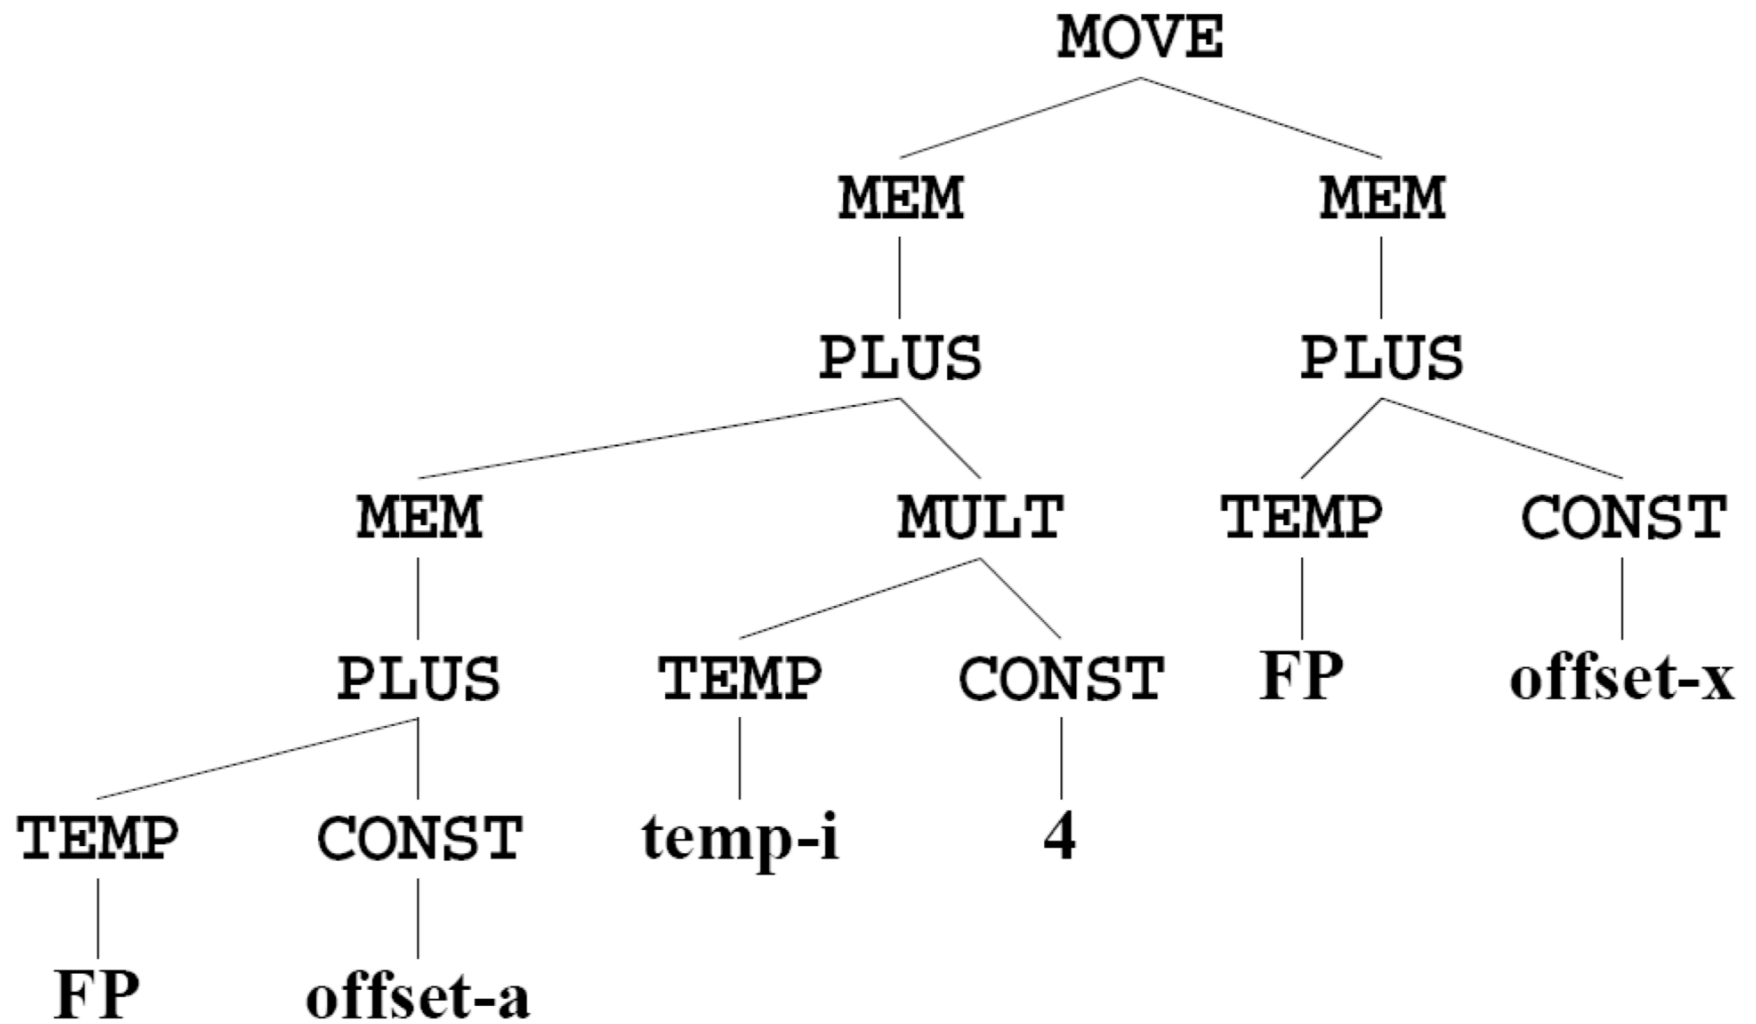 MOVE
MEM MEM
PLUS PLUS
MEM MULT TEMP CONST
PLUS TEMP CONST FP offset-x
TEMP CONST temp-i 4
FP offset-a